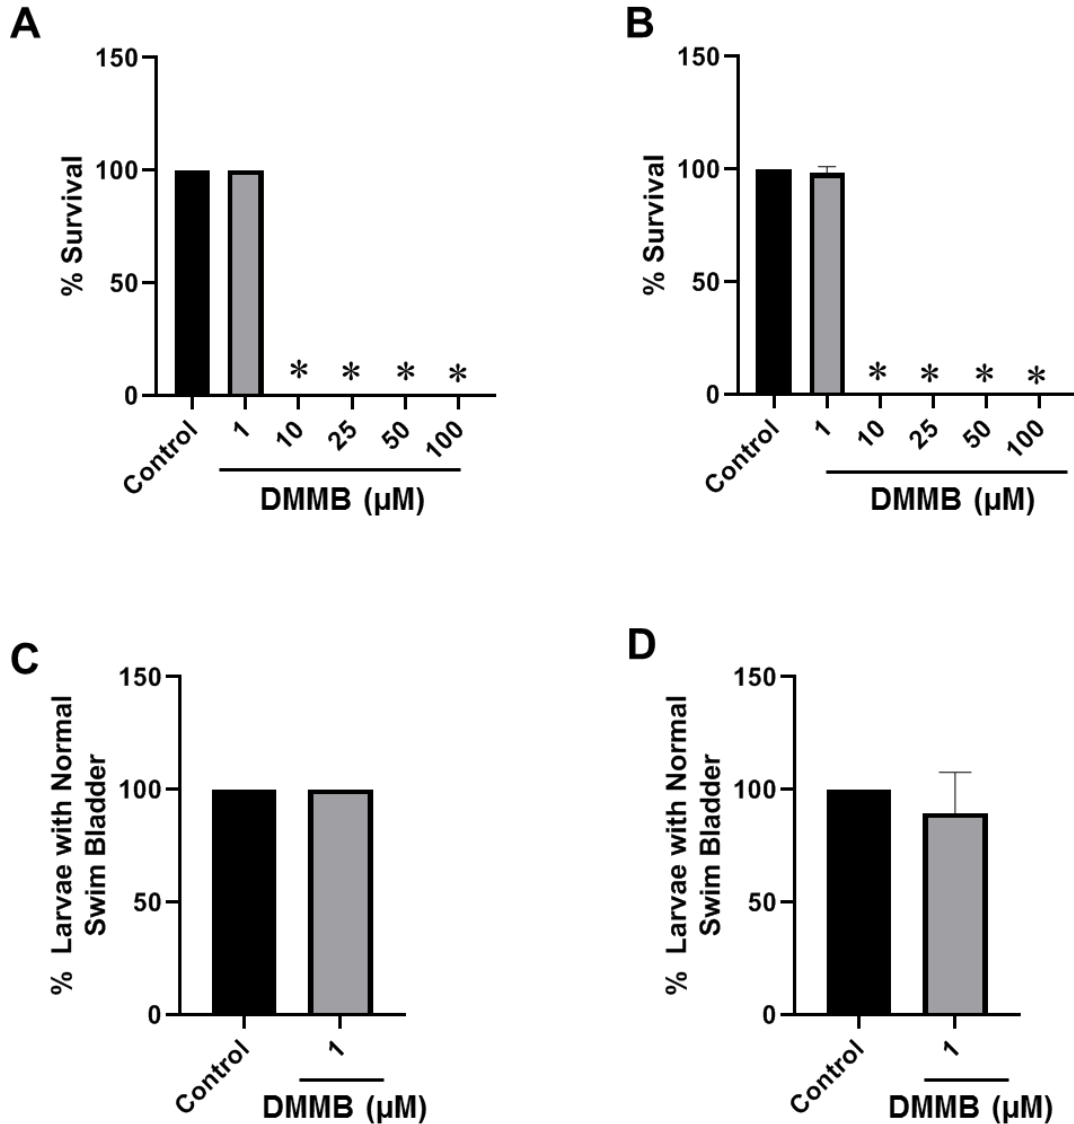 A
% Survival
150
100
50
0
* * * *
Control 1 10 25 50 100
DMMB (µM)
B
% Survival
150
100
50
0
* * * *
Control 1 10 25 50 100
DMMB (µM)
C
% Larvae with Normal
Swim Bladder
150
100
50
0
Control 1
DMMB (µM)
D
% Larvae with Normal
Swim Bladder
150
100
50
0
Control 1
DMMB (µM)